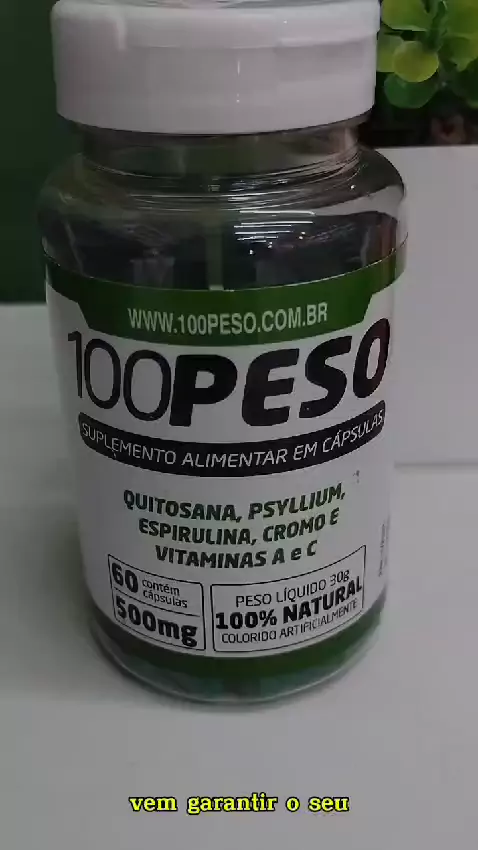 WWW.100PESO.COM.BR
100PESO
SUPLEMENTO ALIMENTAR EM CÁPSULAS
QUITOSANA, PSYLLIUM,
ESPIRULINA, CROMO E
VITAMINAS A e C
60 contém cápsulas
500mg
PESO LÍQUIDO 30g
100% NATURAL
COLORIDO ARTIFICIALMENTE
vem garantir o seu